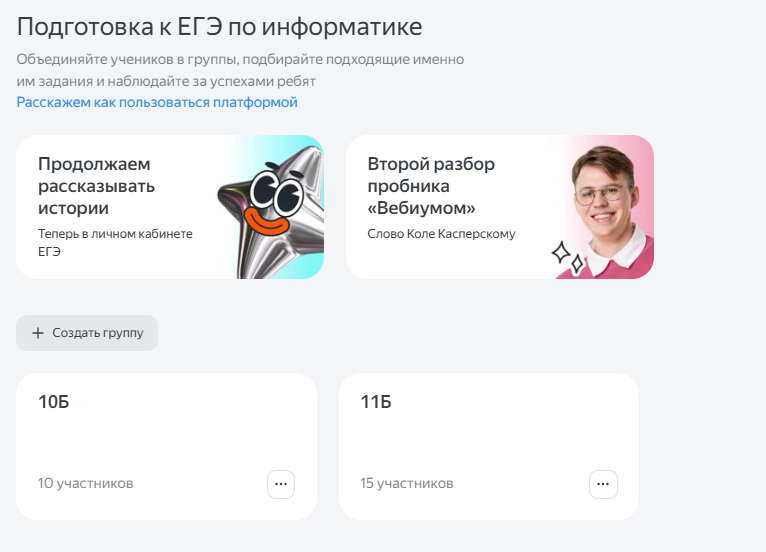 Подготовка к ЕГЭ по информатике
Объединяйте учеников в группы, подбирайте подходящие именно
им задания и наблюдайте за успехами ребят
Расскажем как пользоваться платформой
Продолжаем
рассказывать
истории
Теперь в личном кабинете
ЕГЭ
Второй разбор
пробника
«Вебиумом»
Слово Коле Касперскому
+ Создать группу
10Б
10 участников
11Б
15 участников